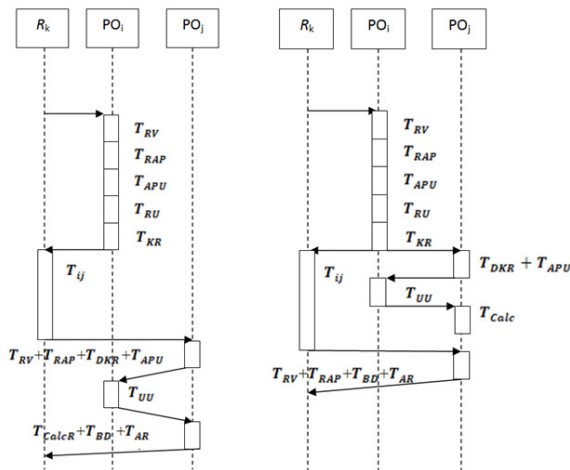 Rk POi POj
TRV
TRAP
TAPU
TRU
TKR
Tij
TRV+TRAP+TDKR+TAPU
TUU
TCalcR+TBD+TAR
Rk POi POj
TRV
TRAP
TAPU
TRU
TKR
TDKR + TAPU
Tij
TUU
TCalc
TRV+TRAP+TBD+TAR